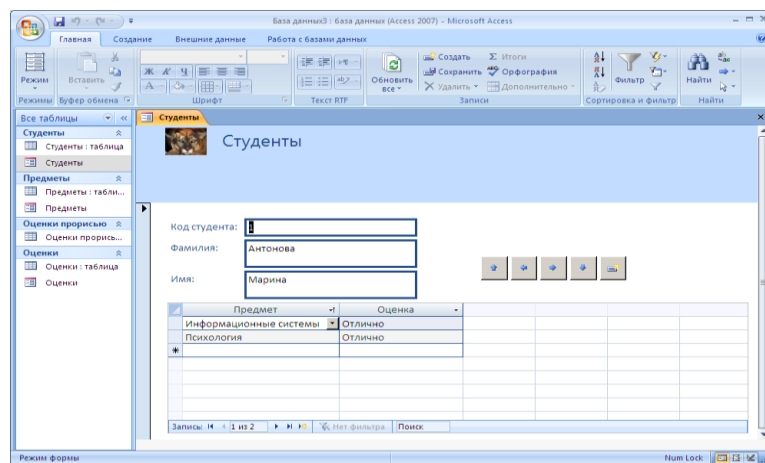 База данных3 : база данных (Access 2007) - Microsoft Access
Главная Создание Внешние данные Работа с базами данных
Режим
Вставить
Ж К Ч
А
Обновить все
Создать
Сохранить
Удалить
Итоги
Орфография
Дополнительно
Фильтр
Найти
Режимы Буфер обмена Шрифт Текст RTF Записи Сортировка и фильтр Найти
Все таблицы
Студенты
Студенты : таблица
Студенты
Предметы
Предметы : табли...
Предметы
Оценки прорисью
Оценки прорись...
Оценки
Оценки : таблица
Оценки
Студенты
Студенты
Код студента: 1
Фамилия: Антонова
Имя: Марина
Предмет Оценка
Информационные системы Отлично
Психология Отлично
Запись: 1 из 2 Нет фильтра Поиск
Режим формы Num Lock